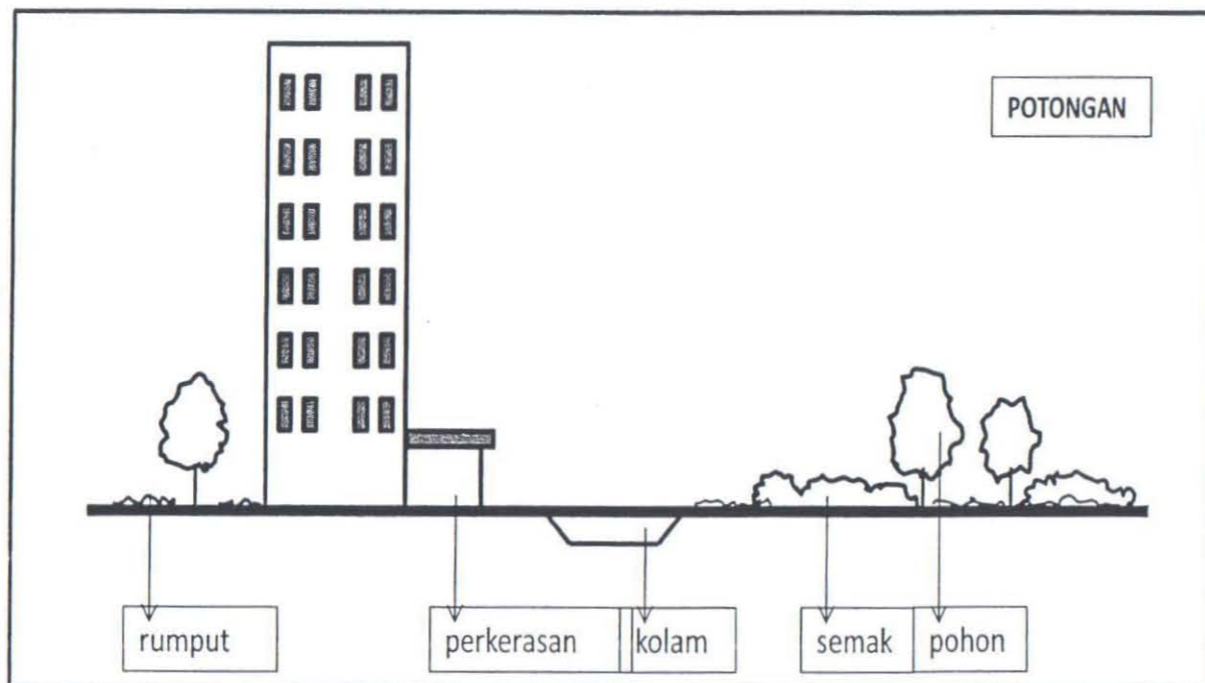 POTONGAN
rumput
perkerasan
kolam
semak
pohon